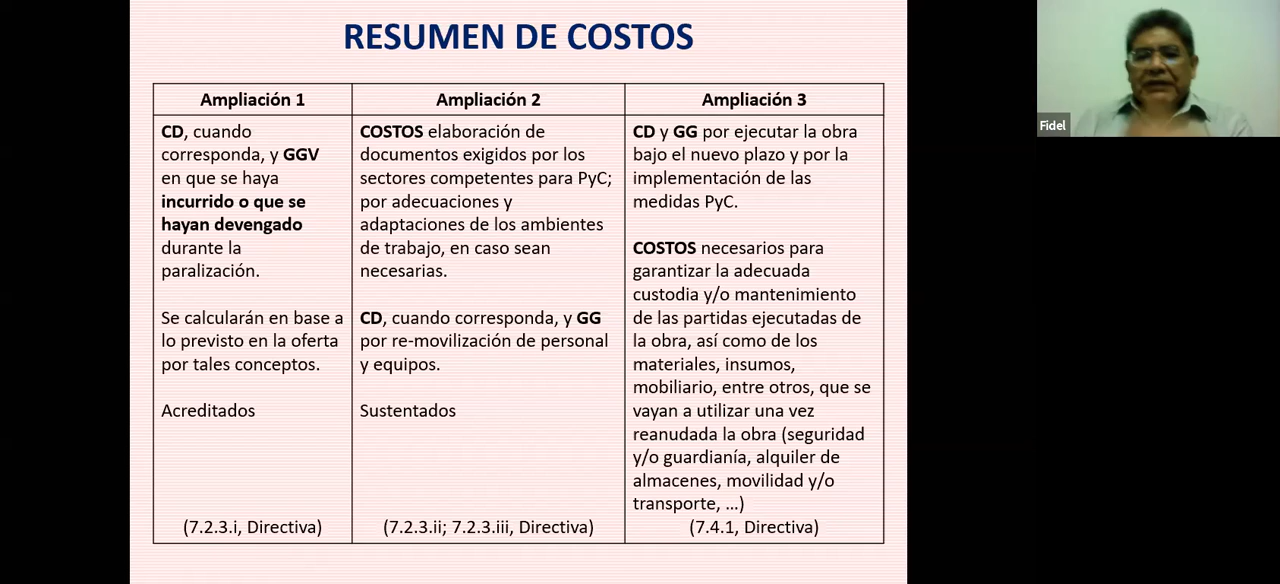 RESUMEN DE COSTOS
Ampliación 1
CD, cuando
corresponda, y GGV
en que se haya
incurrido o que se
hayan devengado
durante la
paralización.
Se calcularán en base a
lo previsto en la oferta
por tales conceptos.
Acreditados
(7.2.3.i, Directiva)
Ampliación 2
COSTOS elaboración de
documentos exigidos por los
sectores competentes para PyC;
por adecuaciones y
adaptaciones de los ambientes
de trabajo, en caso sean
necesarias.
CD, cuando corresponda, y GG
por re-movilización de personal
y equipos.
Sustentados
(7.2.3.ii; 7.2.3.iii, Directiva)
Ampliación 3
CD y GG por ejecutar la obra
bajo el nuevo plazo y por la
implementación de las
medidas PyC.
COSTOS necesarios para
garantizar la adecuada
custodia y/o mantenimiento
de las partidas ejecutadas de
la obra, así como de los
materiales, insumos,
mobiliario, entre otros, que se
vayan a utilizar una vez
reanudada la obra (seguridad
y/o guardianía, alquiler de
almacenes, movilidad y/o
transporte, ...)
(7.4.1, Directiva)
Fidel